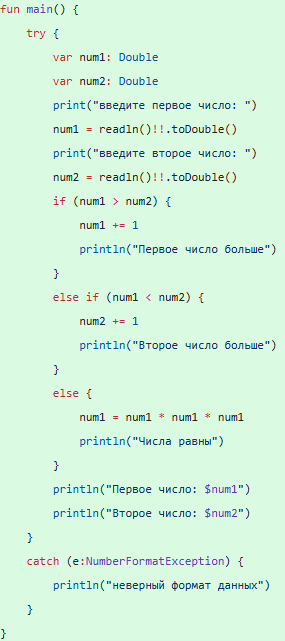 fun main() {
    try {
        var num1: Double
        var num2: Double
        print("введите первое число: ")
        num1 = readln()!!.toDouble()
        print("введите второе число: ")
        num2 = readln()!!.toDouble()
        if (num1 > num2) {
            num1 += 1
            println("Первое число больше")
        }
        else if (num1 < num2) {
            num2 += 1
            println("Второе число больше")
        }
        else {
            num1 = num1 * num1 * num1
            println("Числа равны")
        }
        println("Первое число: $num1")
        println("Второе число: $num2")
    }
    catch (e:NumberFormatException) {
        println("неверный формат данных")
    }
}